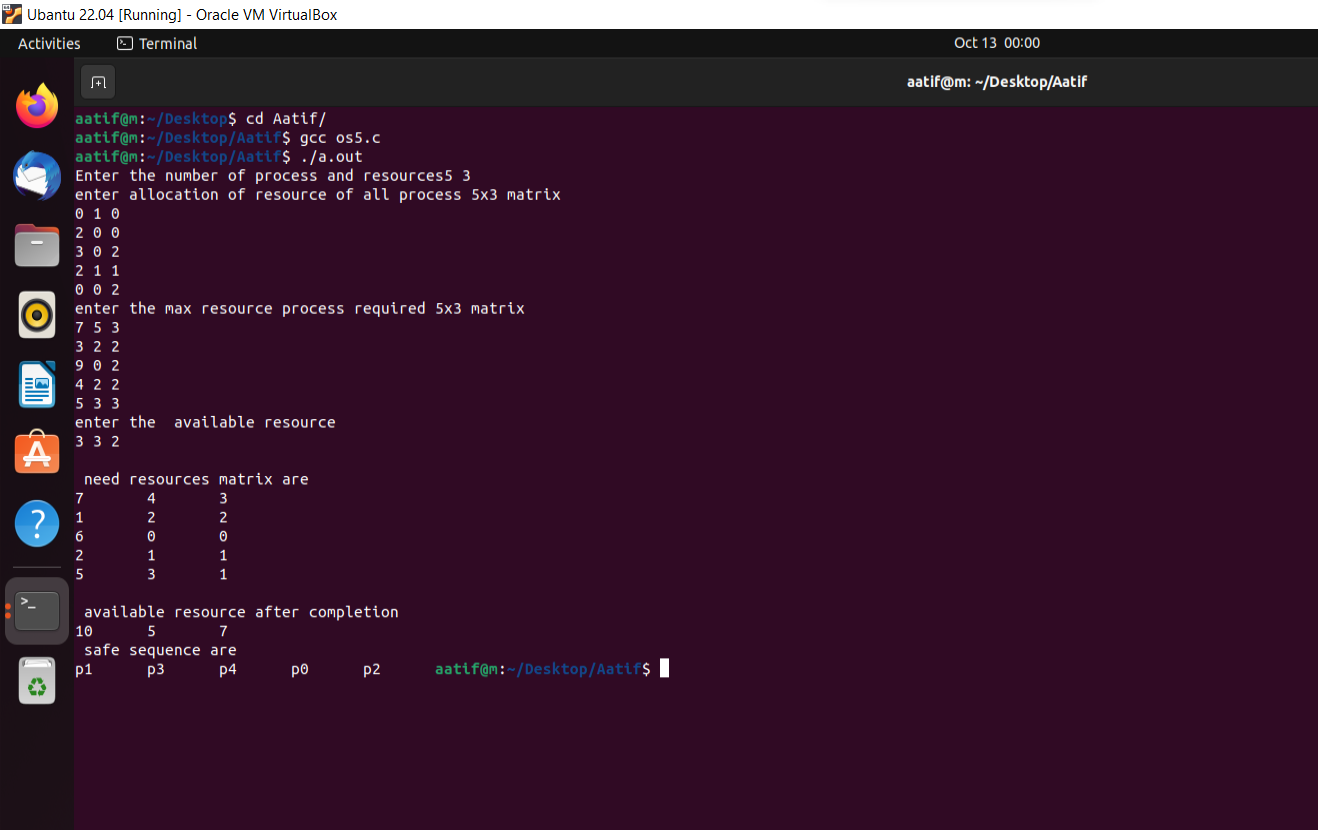 Ubantu 22.04 [Running] - Oracle VM VirtualBox
Activities Terminal Oct 13 00:00
aatif@m: ~/Desktop/Aatif
aatif@m:~/Desktop$ cd Aatif/
aatif@m:~/Desktop/Aatif$ gcc os5.c
aatif@m:~/Desktop/Aatif$ ./a.out
Enter the number of process and resources5 3
enter allocation of resource of all process 5x3 matrix
0 1 0
2 0 0
3 0 2
2 1 1
0 0 2
enter the max resource process required 5x3 matrix
7 5 3
3 2 2
9 0 2
4 2 2
5 3 3
enter the  available resource
3 3 2
need resources matrix are
7 4 3
1 2 2
6 0 0
2 1 1
5 3 1
available resource after completion
10 5 7
safe sequence are
p1 p3 p4 p0 p2 aatif@m:~/Desktop/Aatif$